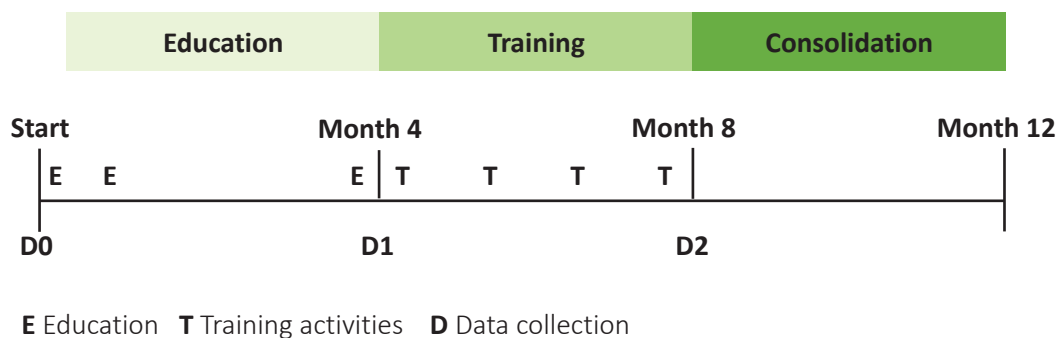 Education Training Consolidation
Start Month 4 Month 8 Month 12
E E E T T T T
D0 D1 D2
E Education T Training activities D Data collection